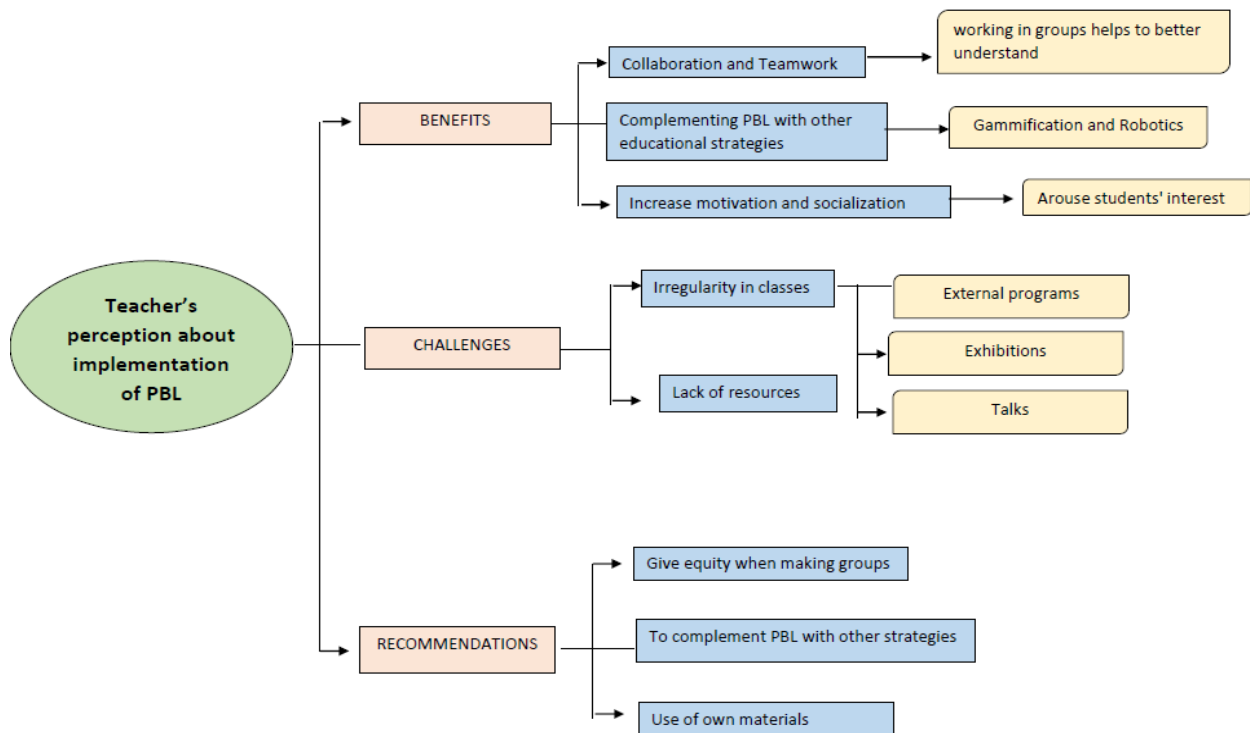 Teacher's
perception about
implementation
of PBL
BENEFITS
Collaboration and Teamwork
working in groups helps to better
understand
Complementing PBL with other
educational strategies
Gammification and Robotics
Increase motivation and socialization
Arouse students' interest
CHALLENGES
Irregularity in classes
External programs
Exhibitions
Talks
Lack of resources
RECOMMENDATIONS
Give equity when making groups
To complement PBL with other strategies
Use of own materials